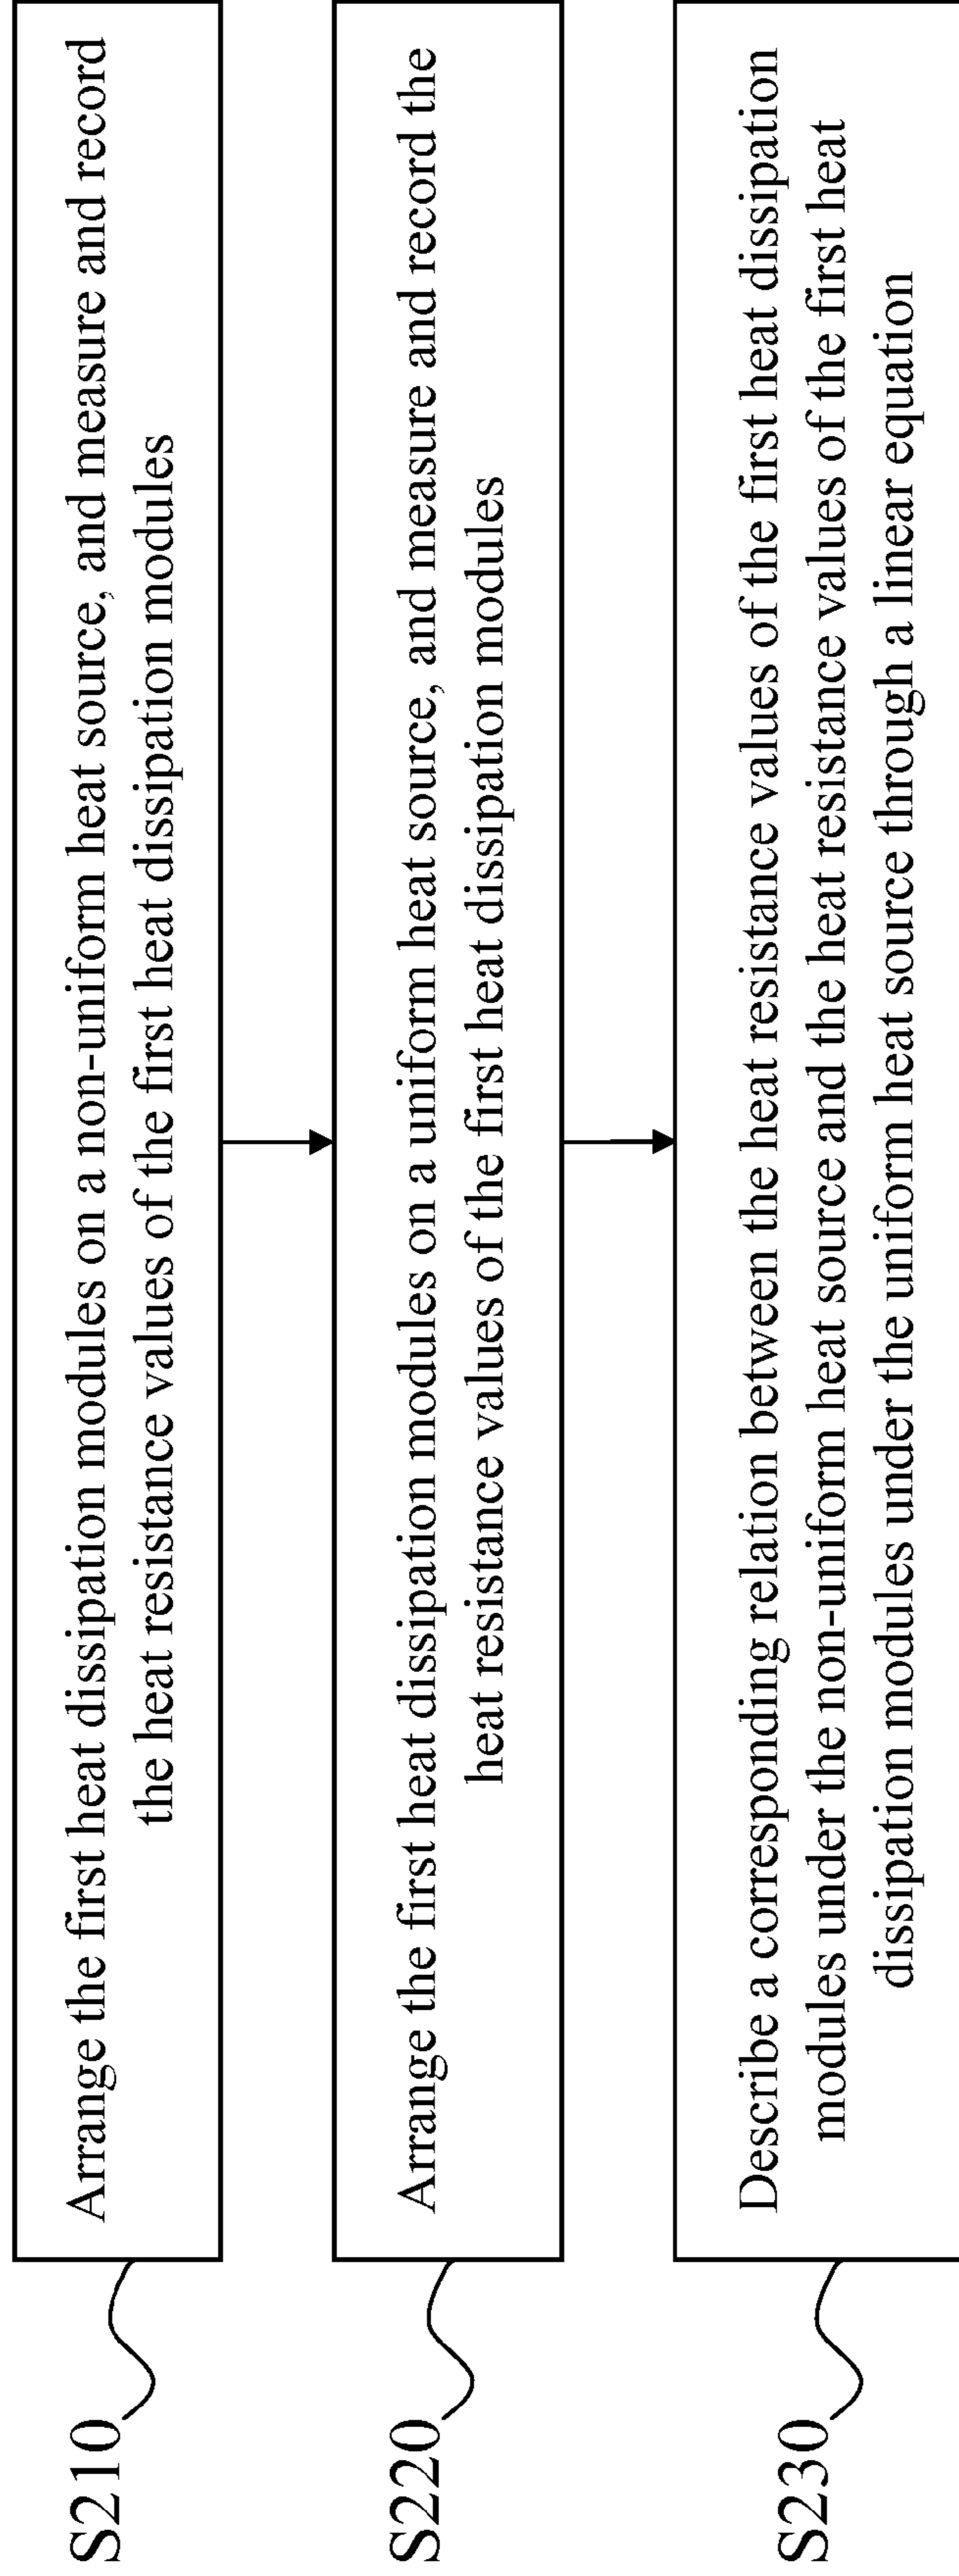 S210
Arrange the first heat dissipation modules on a non-uniform heat source, and measure and record
the heat resistance values of the first heat dissipation modules
S220
Arrange the first heat dissipation modules on a uniform heat source, and measure and record the
heat resistance values of the first heat dissipation modules
S230
Describe a corresponding relation between the heat resistance values of the first heat dissipation
modules under the non-uniform heat source and the heat resistance values of the first heat
dissipation modules under the uniform heat source through a linear equation